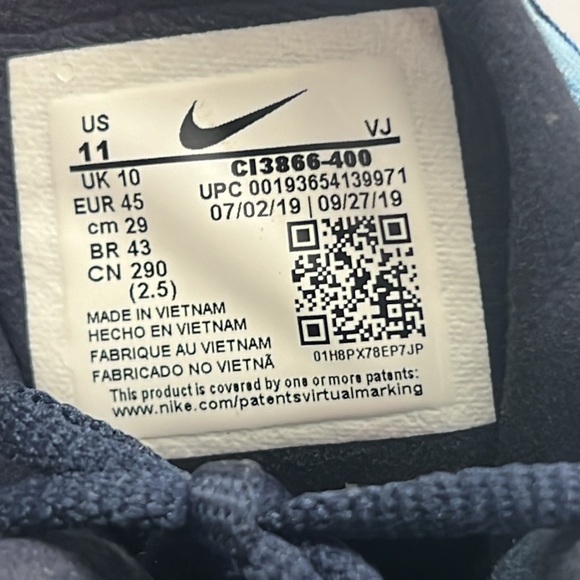 US
11
VJ
UK 10
EUR 45
cm 29
BR 43
CN 290
(2.5)
CI3866-400
UPC 00193654139971
07/02/19 | 09/27/19
01H8PX78EP7JP
MADE IN VIETNAM
HECHO EN VIETNAM
FABRIQUE AU VIETNAM
FABRICADO NO VIETNÃ
This product is covered by one or more patents:
www.nike.com/patentsvirtualmarking